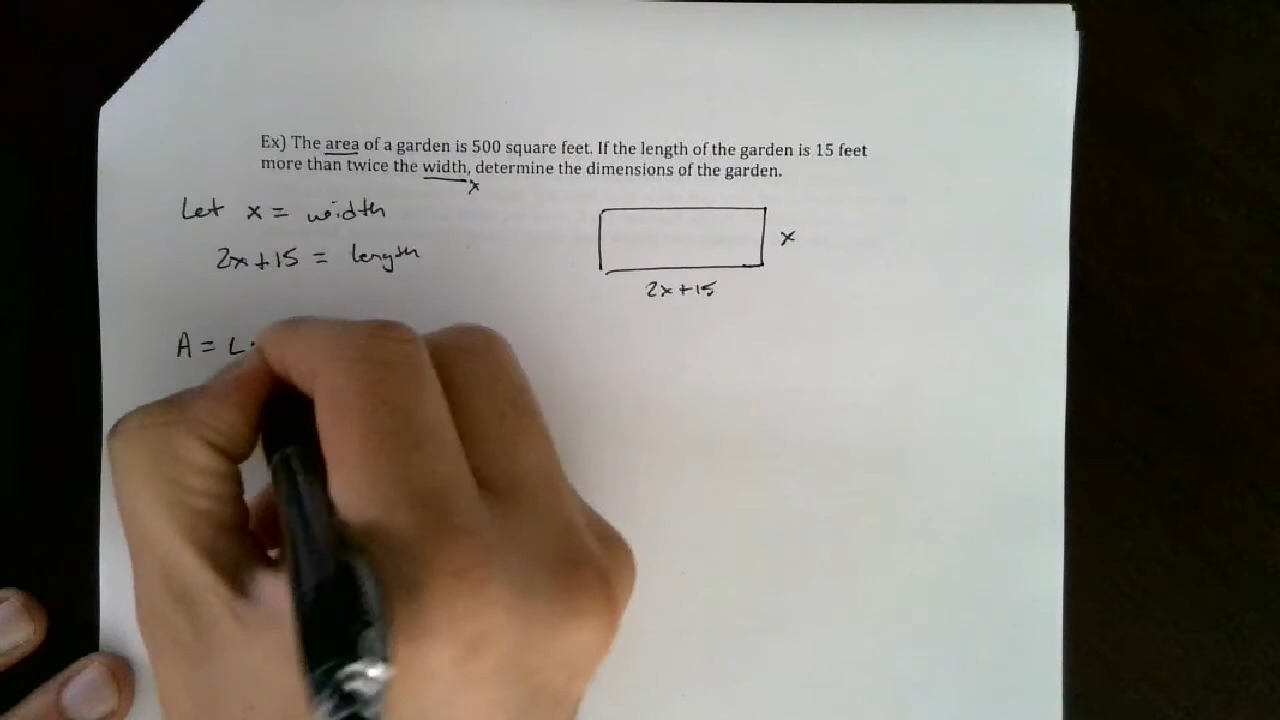 Ex) The area of a garden is 500 square feet. If the length of the garden is 15 feet
more than twice the width, determine the dimensions of the garden.
x
Let x = width
x
2x+15 = length
2x+15
A = L·